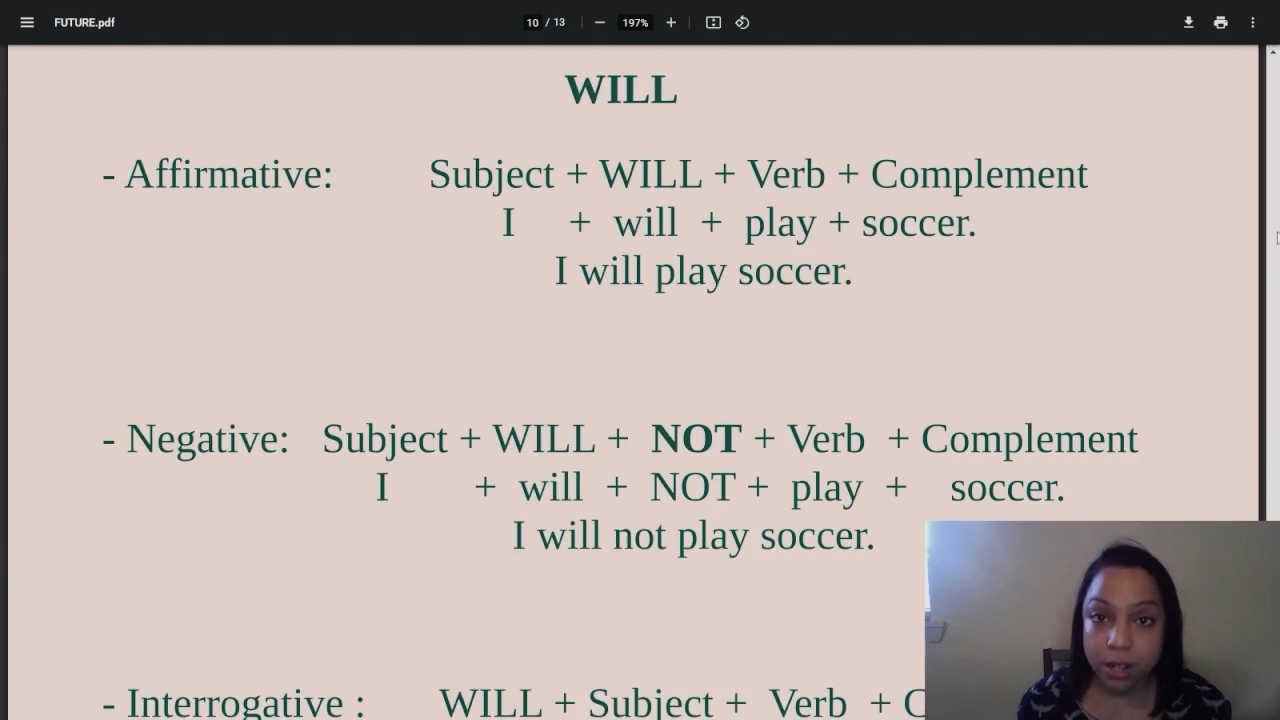 FUTURE.pdf
10 / 13
197%
WILL
- Affirmative: Subject + WILL + Verb + Complement
I + will + play + soccer.
I will play soccer.
- Negative: Subject + WILL + NOT + Verb + Complement
I + will + NOT + play + soccer.
I will not play soccer.
- Interrogative : WILL + Subject + Verb + C